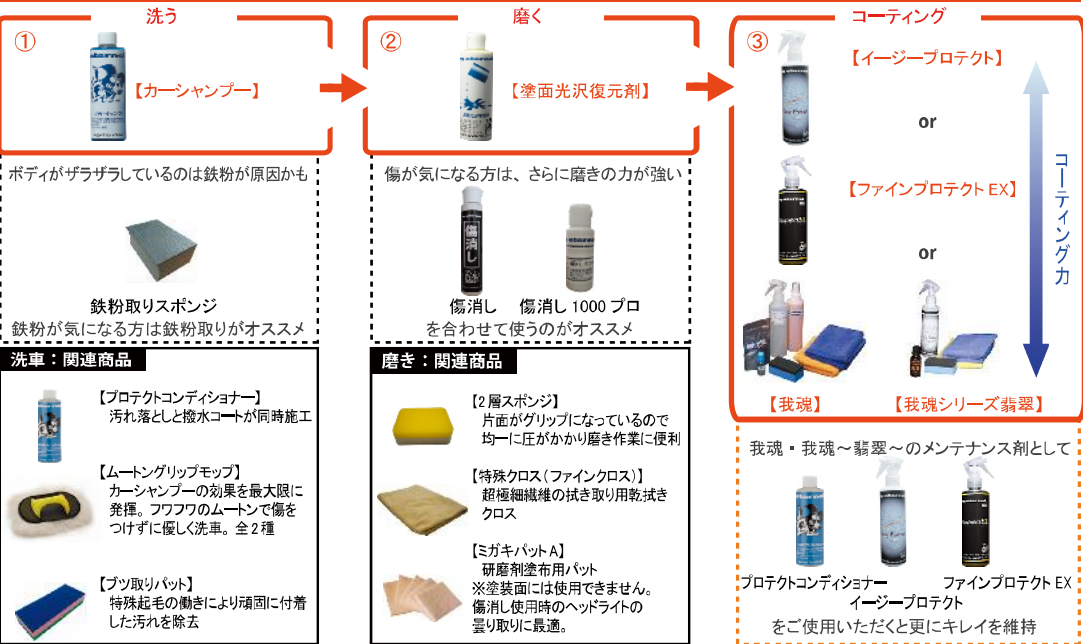 洗う
①
【カーシャンプー】
ボディがザラザラしているのは鉄粉が原因かも
鉄粉取りスポンジ
鉄粉が気になる方は鉄粉取りがオススメ
洗車：関連商品
【プロテクトコンディショナー】
汚れ落としと撥水コートが同時施工
【ムートングリップモップ】
カーシャンプーの効果を最大限に
発揮。フワフワのムートンで傷を
つけずに優しく洗車。全２種
【ブツ取りパット】
特殊起毛の働きにより頑固に付着
した汚れを除去
磨く
②
【塗面光沢復元剤】
傷が気になる方は、さらに磨きの力が強い
傷消し
傷消し　傷消し 1000 プロ
を合わせて使うのがオススメ
磨き：関連商品
【２層スポンジ】
片面がグリップになっているので
均一に圧がかかり磨き作業に便利
【特殊クロス（ファインクロス）】
超極細繊維の拭き取り用乾拭き
クロス
【ミガキパット A】
研磨剤塗布用パット
※塗装面には使用できません。
傷消し使用時のヘッドライトの
曇り取りに最適。
コーティング
③
【イージープロテクト】
or
【ファインプロテクト EX】
or
コーティング力
【我魂】　【我魂シリーズ翡翠】
我魂・我魂～翡翠～のメンテナンス剤として
プロテクトコンディショナー　ファインプロテクト EX
イージープロテクト
をご使用いただくと更にキレイを維持